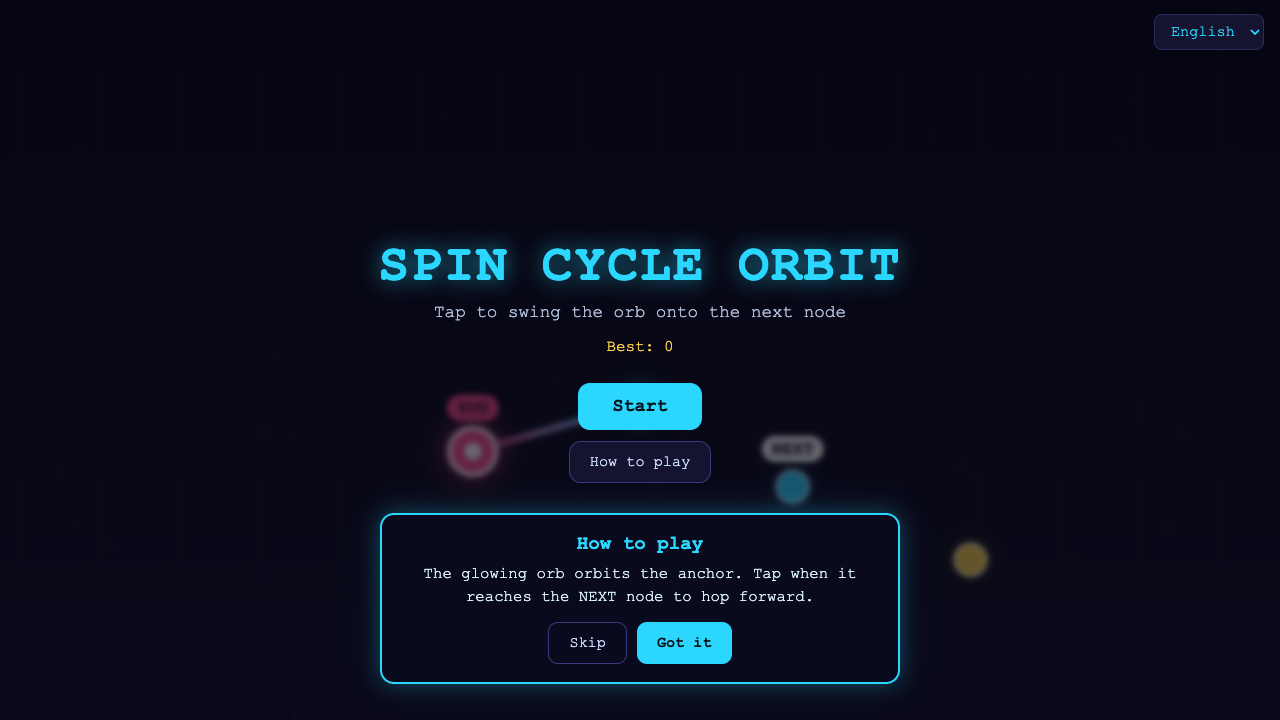 English
SPIN CYCLE ORBIT
Tap to swing the orb onto the next node
Best: 0
Start
How to play
NEXT
How to play
The glowing orb orbits the anchor. Tap when it
reaches the NEXT node to hop forward.
Skip
Got it